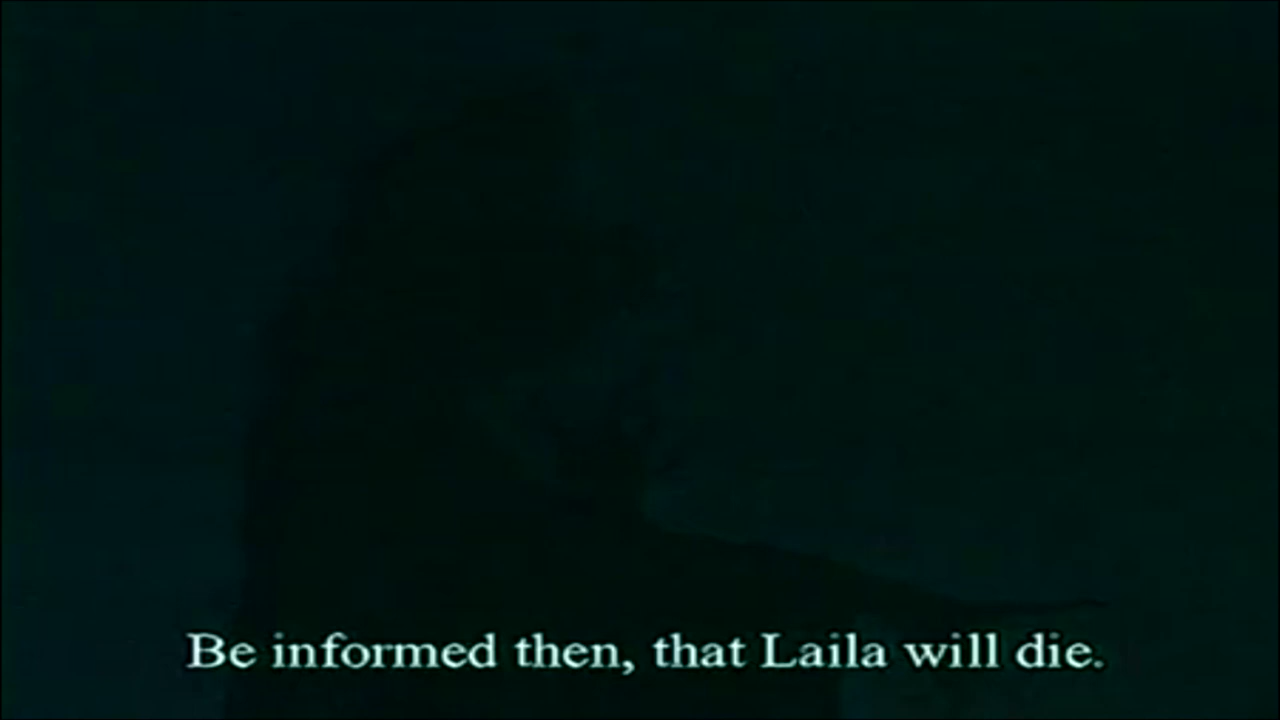 Be informed then, that Laila will die.